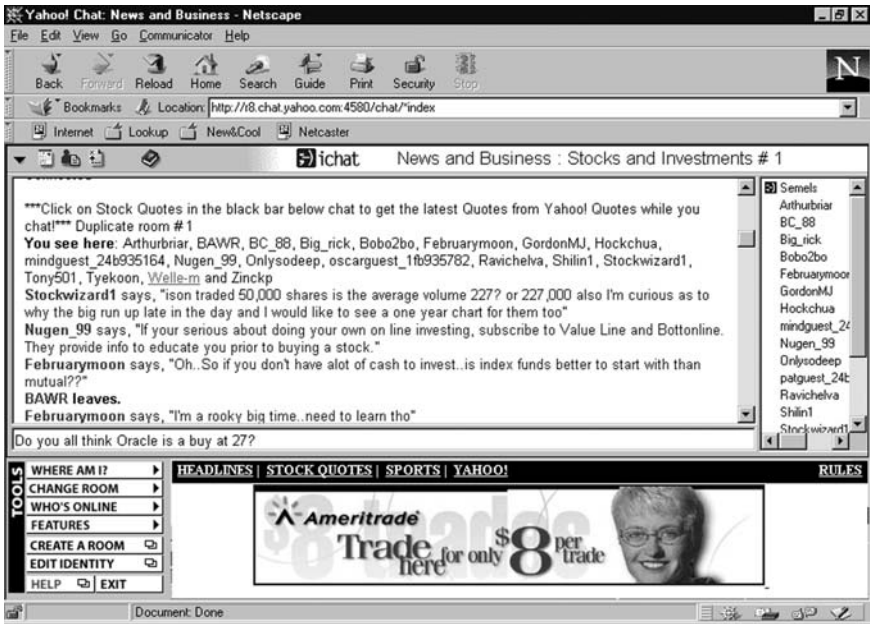 Yahoo! Chat: News and Business - Netscape
File Edit View Go Communicator Help
Back Forward Reload Home Search Guide Print Security Stop
N
Bookmarks Location: http://r8.chat.yahoo.com:4580/chat/*index
Internet Lookup New&Cool Netcaster
ichat News and Business : Stocks and Investments # 1
***Click on Stock Quotes in the black bar below chat to get the latest Quotes from Yahoo! Quotes while you
chat!*** Duplicate room # 1
You see here: Arthurbriar, BAWR, BC_88, Big_rick, Bobo2bo, Februarymoon, GordonMJ, Hockchua,
mindguest_24b935164, Nugen_99, Onlysodeep, oscarguest_1fb935782, Ravichelva, Shilin1, Stockwizard1,
Tony501, Tyekoon, Welle-m and Zinckp
Stockwizard1 says, "ison traded 50,000 shares is the average volume 227? or 227,000 also I'm curious as to
why the big run up late in the day and I would like to see a one year chart for them too"
Nugen_99 says, "If your serious about doing your own on line investing, subscribe to Value Line and Bottonline.
They provide info to educate you prior to buying a stock."
Februarymoon says, "Oh..So if you don't have alot of cash to invest..is index funds better to start with than
mutual??"
BAWR leaves.
Februarymoon says, "I'm a rooky big time..need to learn tho"
Do you all think Oracle is a buy at 27?
Semels
Arthurbriar
BC_88
Big_rick
Bobo2bo
Februarymoor
GordonMJ
Hockchua
mindguest_24
Nugen_99
Onlysodeep
patguest_24b
Ravichelva
Shilin1
Stockwizard1
TOOLS
WHERE AM I?
CHANGE ROOM
WHO'S ONLINE
FEATURES
CREATE A ROOM
EDIT IDENTITY
HELP EXIT
HEADLINES | STOCK QUOTES | SPORTS | YAHOO! RULES
$8 trades
Ameritrade
Trade here for only $8 per trade
Document: Done